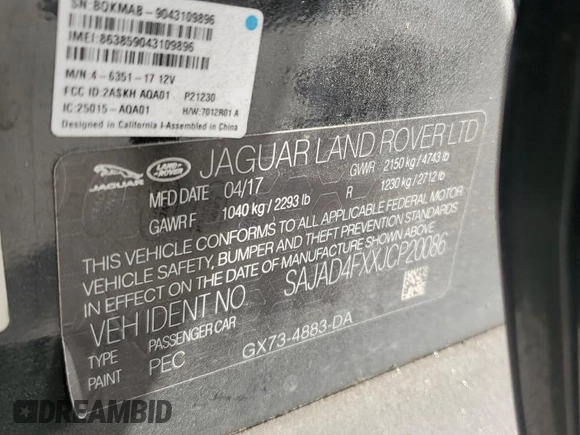 SN: BQKMAB-9043109896
IMEI: 863859043109896
M/N: 4-6351-17 12V
FCC ID: 2ASKH AQA01 P21230
IC: 25015-AQA01 H/W: 7012R01 A
Designed in California | Assembled in China
JAGUAR
LAND ROVER
JAGUAR LAND ROVER LTD
MFD DATE 04/17 GVWR 2150 kg / 4743 lb
GAWR F 1040 kg / 2293 lb R 1230 kg / 2712 lb
THIS VEHICLE CONFORMS TO ALL APPLICABLE FEDERAL MOTOR
VEHICLE SAFETY, BUMPER AND THEFT PREVENTION STANDARDS
IN EFFECT ON THE DATE OF MANUFACTURE SHOWN ABOVE
VEH IDENT NO SAJAD4FXXJCP20086
TYPE PASSENGER CAR
PAINT PEC GX73-4883-DA
DREAMBID